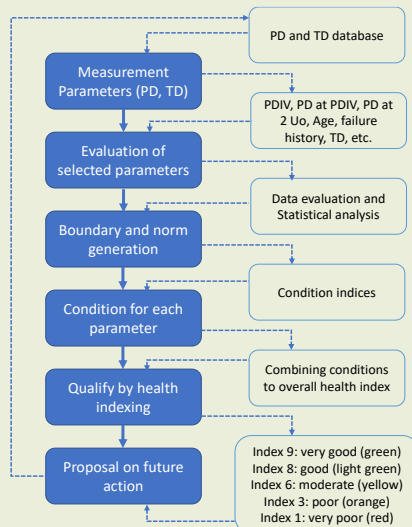 PD and TD database
Measurement
Parameters (PD, TD)
PDIV, PD at PDIV, PD at
2 Uo, Age, failure
history, TD, etc.
Evaluation of
selected parameters
Data evaluation and
Statistical analysis
Boundary and norm
generation
Condition indices
Condition for each
parameter
Combining conditions
to overall health index
Qualify by health
indexing
Index 9: very good (green)
Index 8: good (light green)
Index 6: moderate (yellow)
Index 3: poor (orange)
Index 1: very poor (red)
Proposal on future
action